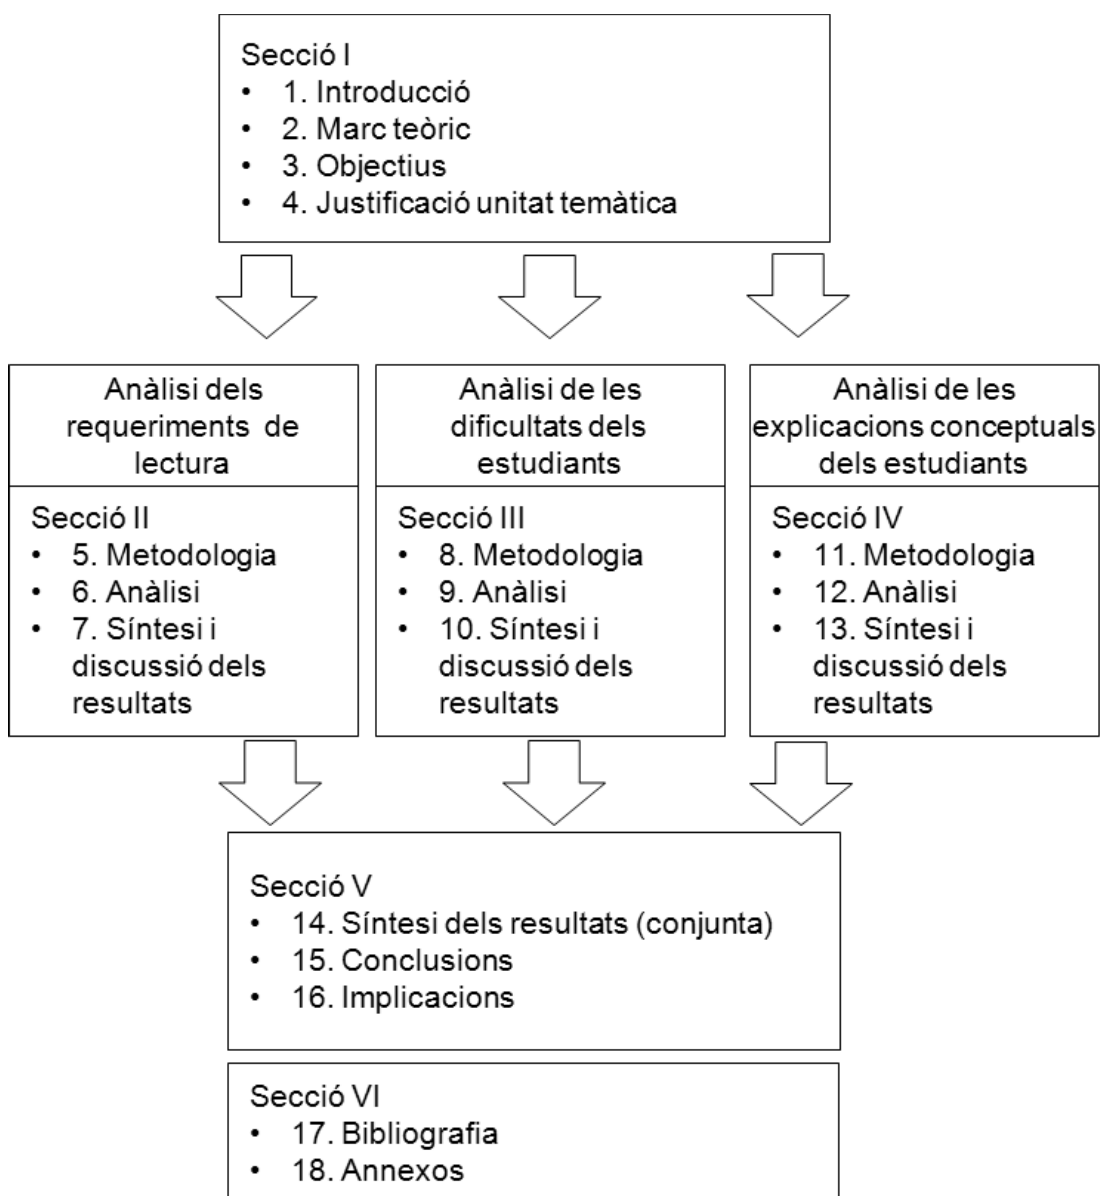 Secció I
• 1. Introducció
• 2. Marc teòric
• 3. Objectius
• 4. Justificació unitat temàtica
Anàlisi dels
requeriments de
lectura
Secció II
• 5. Metodologia
• 6. Anàlisi
• 7. Síntesi i
discussió dels
resultats
Anàlisi de les
dificultats dels
estudiants
Secció III
• 8. Metodologia
• 9. Anàlisi
• 10. Síntesi i
discussió dels
resultats
Anàlisi de les
explicacions conceptuals
dels estudiants
Secció IV
• 11. Metodologia
• 12. Anàlisi
• 13. Síntesi i
discussió dels
resultats
Secció V
• 14. Síntesi dels resultats (conjunta)
• 15. Conclusions
• 16. Implicacions
Secció VI
• 17. Bibliografia
• 18. Annexos